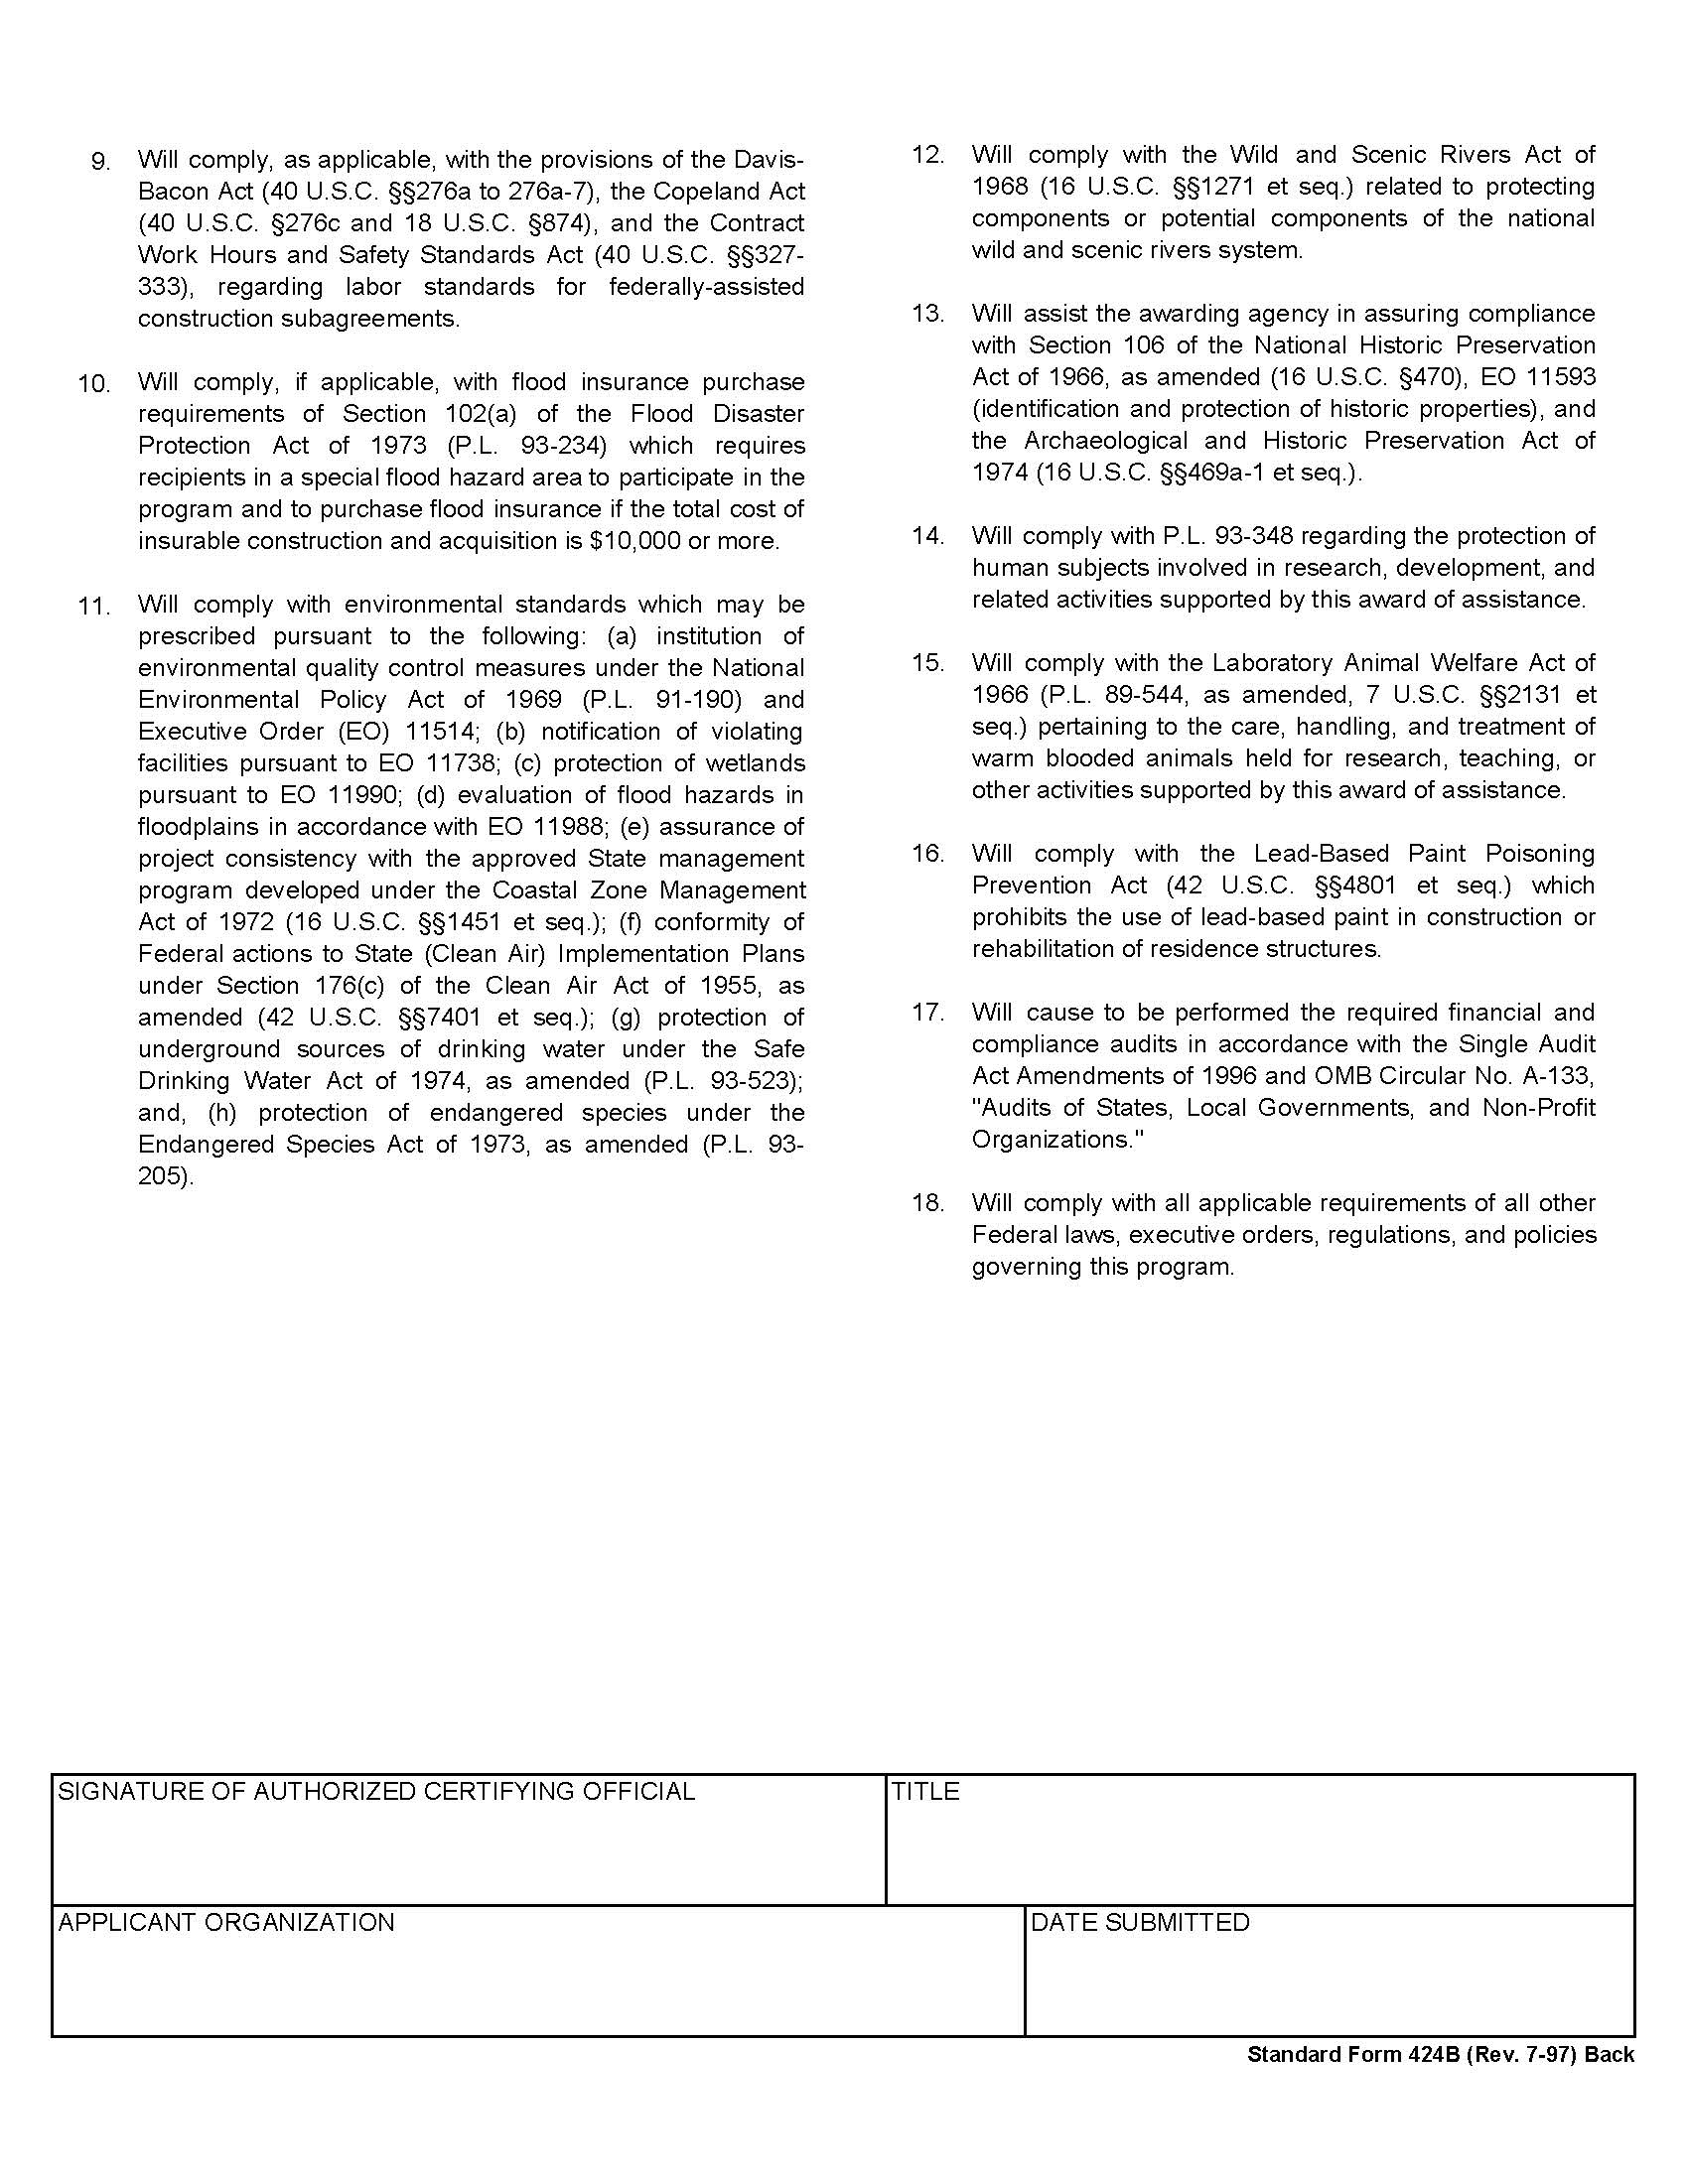 9. Will comply, as applicable, with the provisions of the Davis-
Bacon Act (40 U.S.C. §§276a to 276a-7), the Copeland Act
(40 U.S.C. §276c and 18 U.S.C. §874), and the Contract
Work Hours and Safety Standards Act (40 U.S.C. §§327-
333), regarding labor standards for federally-assisted
construction subagreements.
10. Will comply, if applicable, with flood insurance purchase
requirements of Section 102(a) of the Flood Disaster
Protection Act of 1973 (P.L. 93-234) which requires
recipients in a special flood hazard area to participate in the
program and to purchase flood insurance if the total cost of
insurable construction and acquisition is $10,000 or more.
11. Will comply with environmental standards which may be
prescribed pursuant to the following: (a) institution of
environmental quality control measures under the National
Environmental Policy Act of 1969 (P.L. 91-190) and
Executive Order (EO) 11514; (b) notification of violating
facilities pursuant to EO 11738; (c) protection of wetlands
pursuant to EO 11990; (d) evaluation of flood hazards in
floodplains in accordance with EO 11988; (e) assurance of
project consistency with the approved State management
program developed under the Coastal Zone Management
Act of 1972 (16 U.S.C. §§1451 et seq.); (f) conformity of
Federal actions to State (Clean Air) Implementation Plans
under Section 176(c) of the Clean Air Act of 1955, as
amended (42 U.S.C. §§7401 et seq.); (g) protection of
underground sources of drinking water under the Safe
Drinking Water Act of 1974, as amended (P.L. 93-523);
and, (h) protection of endangered species under the
Endangered Species Act of 1973, as amended (P.L. 93-
205).
12. Will comply with the Wild and Scenic Rivers Act of
1968 (16 U.S.C. §§1271 et seq.) related to protecting
components or potential components of the national
wild and scenic rivers system.
13. Will assist the awarding agency in assuring compliance
with Section 106 of the National Historic Preservation
Act of 1966, as amended (16 U.S.C. §470), EO 11593
(identification and protection of historic properties), and
the Archaeological and Historic Preservation Act of
1974 (16 U.S.C. §§469a-1 et seq.).
14. Will comply with P.L. 93-348 regarding the protection of
human subjects involved in research, development, and
related activities supported by this award of assistance.
15. Will comply with the Laboratory Animal Welfare Act of
1966 (P.L. 89-544, as amended, 7 U.S.C. §§2131 et
seq.) pertaining to the care, handling, and treatment of
warm blooded animals held for research, teaching, or
other activities supported by this award of assistance.
16. Will comply with the Lead-Based Paint Poisoning
Prevention Act (42 U.S.C. §§4801 et seq.) which
prohibits the use of lead-based paint in construction or
rehabilitation of residence structures.
17. Will cause to be performed the required financial and
compliance audits in accordance with the Single Audit
Act Amendments of 1996 and OMB Circular No. A-133,
"Audits of States, Local Governments, and Non-Profit
Organizations."
18. Will comply with all applicable requirements of all other
Federal laws, executive orders, regulations, and policies
governing this program.
SIGNATURE OF AUTHORIZED CERTIFYING OFFICIAL
TITLE
APPLICANT ORGANIZATION
DATE SUBMITTED
Standard Form 424B (Rev. 7-97) Back